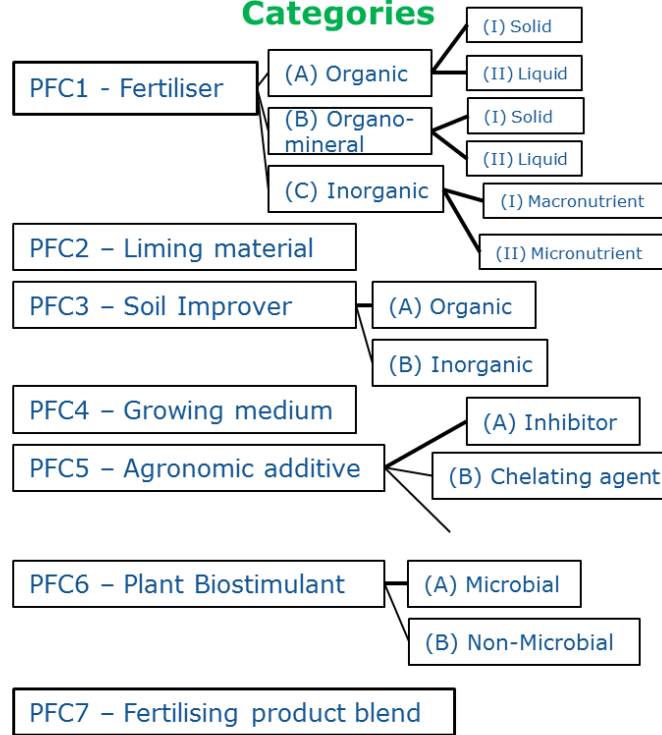 Categories
PFC1 - Fertiliser
(A) Organic
(I) Solid
(II) Liquid
(B) Organo-
mineral
(I) Solid
(II) Liquid
(C) Inorganic
(I) Macronutrient
(II) Micronutrient
PFC2 – Liming material
PFC3 – Soil Improver
(A) Organic
(B) Inorganic
PFC4 – Growing medium
PFC5 – Agronomic additive
(A) Inhibitor
(B) Chelating agent
PFC6 – Plant Biostimulant
(A) Microbial
(B) Non-Microbial
PFC7 – Fertilising product blend